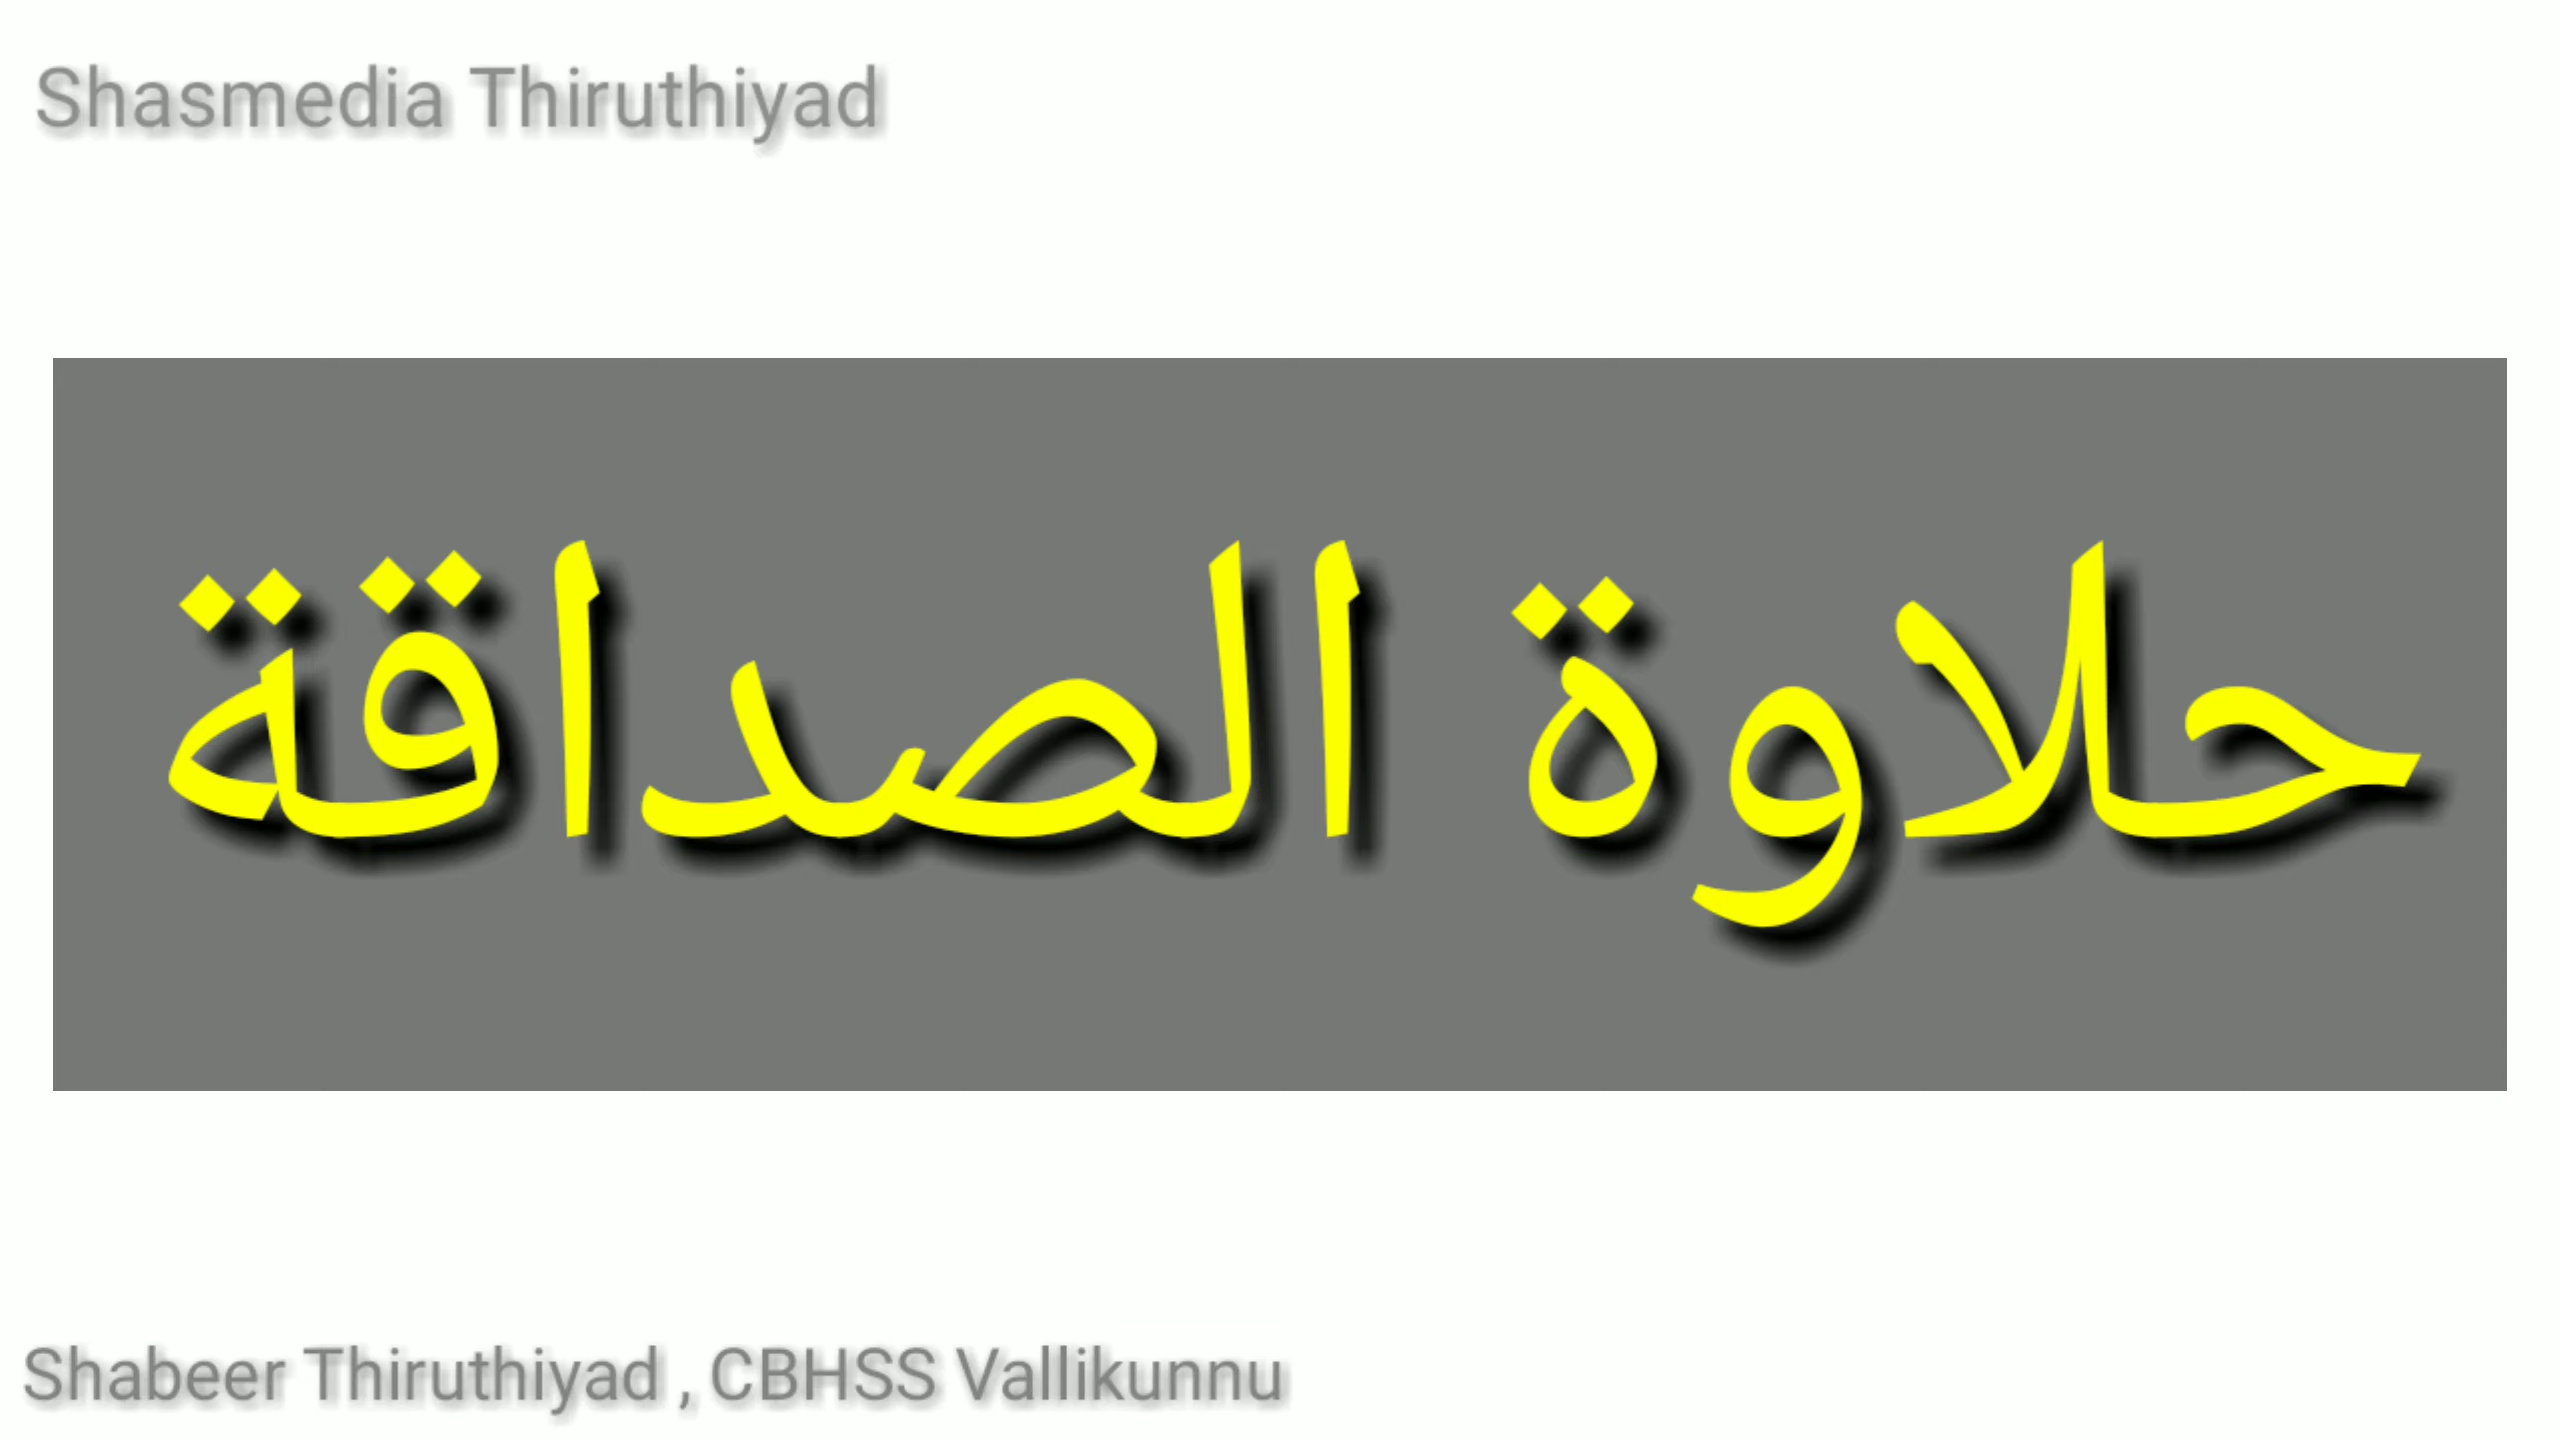 Shasmedia Thiruthiyad
حلاوة الصداقة
Shabeer Thiruthiyad , CBHSS Vallikunnu